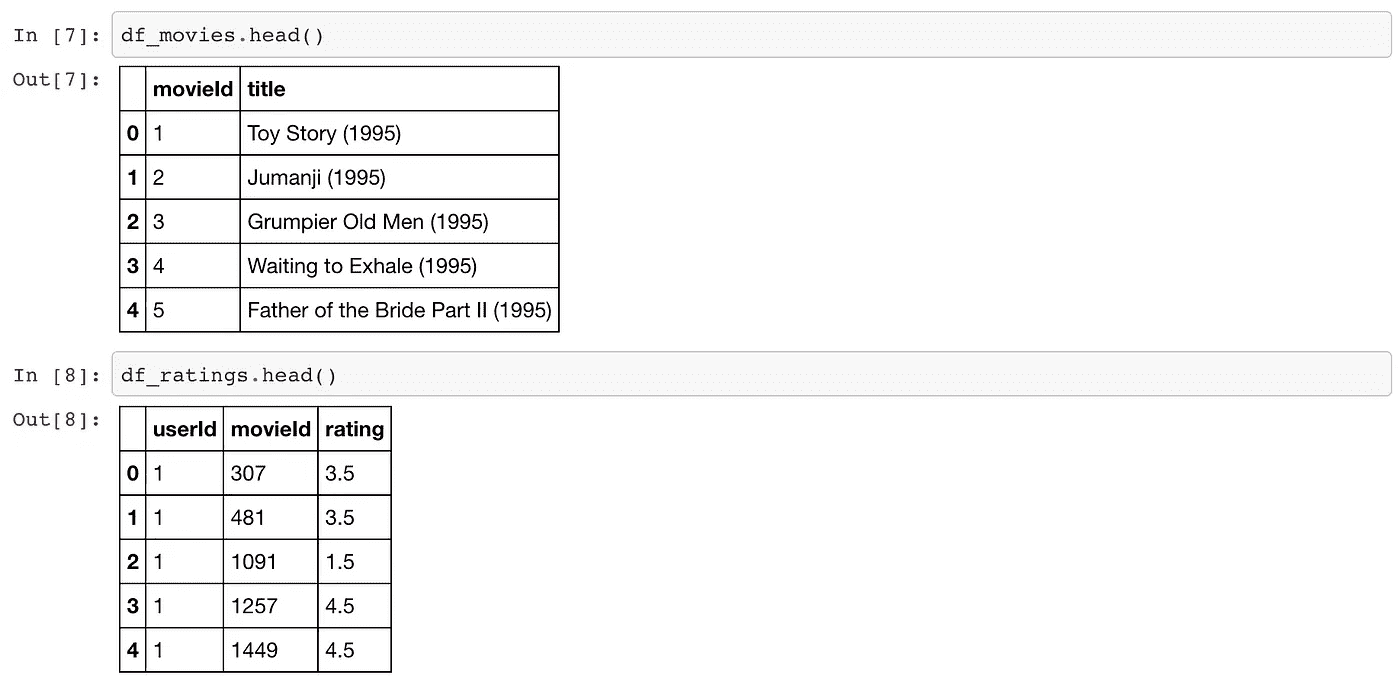 In [7]: df_movies.head()
Out[7]:
movieId title
0 1 Toy Story (1995)
1 2 Jumanji (1995)
2 3 Grumpier Old Men (1995)
3 4 Waiting to Exhale (1995)
4 5 Father of the Bride Part II (1995)
In [8]: df_ratings.head()
Out[8]:
userId movieId rating
0 1 307 3.5
1 1 481 3.5
2 1 1091 1.5
3 1 1257 4.5
4 1 1449 4.5